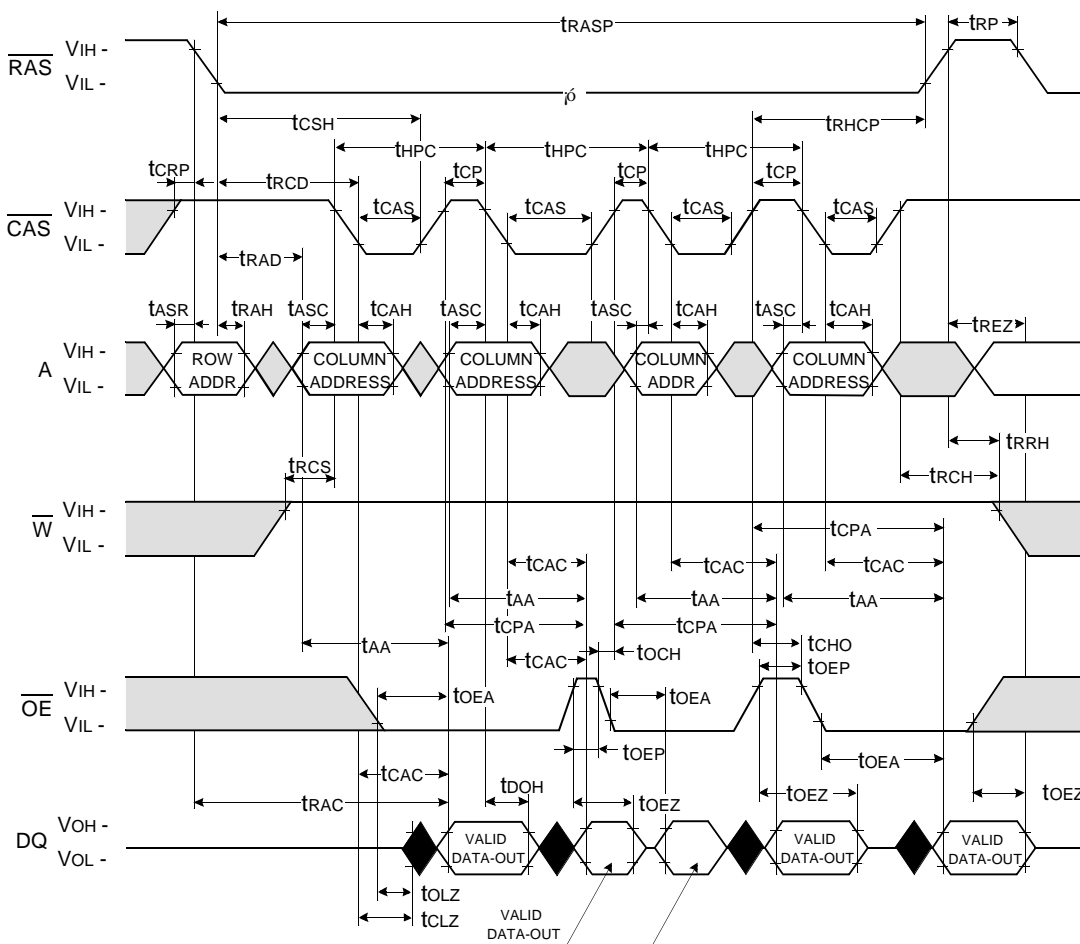 tRASP
tRP
RAS
VIH -
VIL -
¡ó
tCSH
tRHCP
tHPC
tHPC
tHPC
tCRP
tRCD
tCP
tCP
tCP
CAS
VIH -
VIL -
tCAS
tCAS
tCAS
tCAS
tRAD
tASR
tRAH
tASC
tCAH
tASC
tCAH
tASC
tCAH
tASC
tCAH
tREZ
A
VIH -
VIL -
ROW
ADDR
COLUMN
ADDRESS
COLUMN
ADDRESS
COLUMN
ADDR.
COLUMN
ADDRESS
tRRH
tRCS
tRCH
W
VIH -
VIL -
tCPA
tCAC
tCAC
tCAC
tAA
tAA
tAA
tCPA
tCPA
tAA
tCHO
tCAC
tOCH
tOEP
OE
VIH -
VIL -
tOEA
tOEA
tOEP
tOEA
tCAC
tDOH
tRAC
tOEZ
tOEZ
tOEZ
DQ
VOH -
VOL -
VALID
DATA-OUT
VALID
DATA-OUT
VALID
DATA-OUT
tOLZ
tCLZ
VALID
DATA-OUT